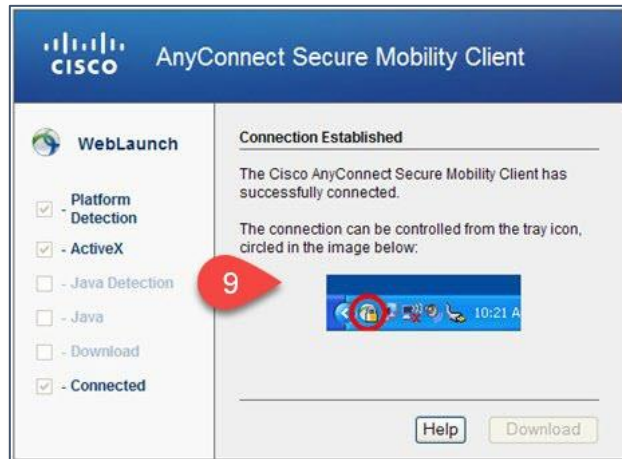 CISCO
AnyConnect Secure Mobility Client
WebLaunch
- Platform
Detection
- ActiveX
- Java Detection
- Java
- Download
- Connected
Connection Established
The Cisco AnyConnect Secure Mobility Client has
successfully connected.
The connection can be controlled from the tray icon,
circled in the image below:
9
10:21 A
Help
Download